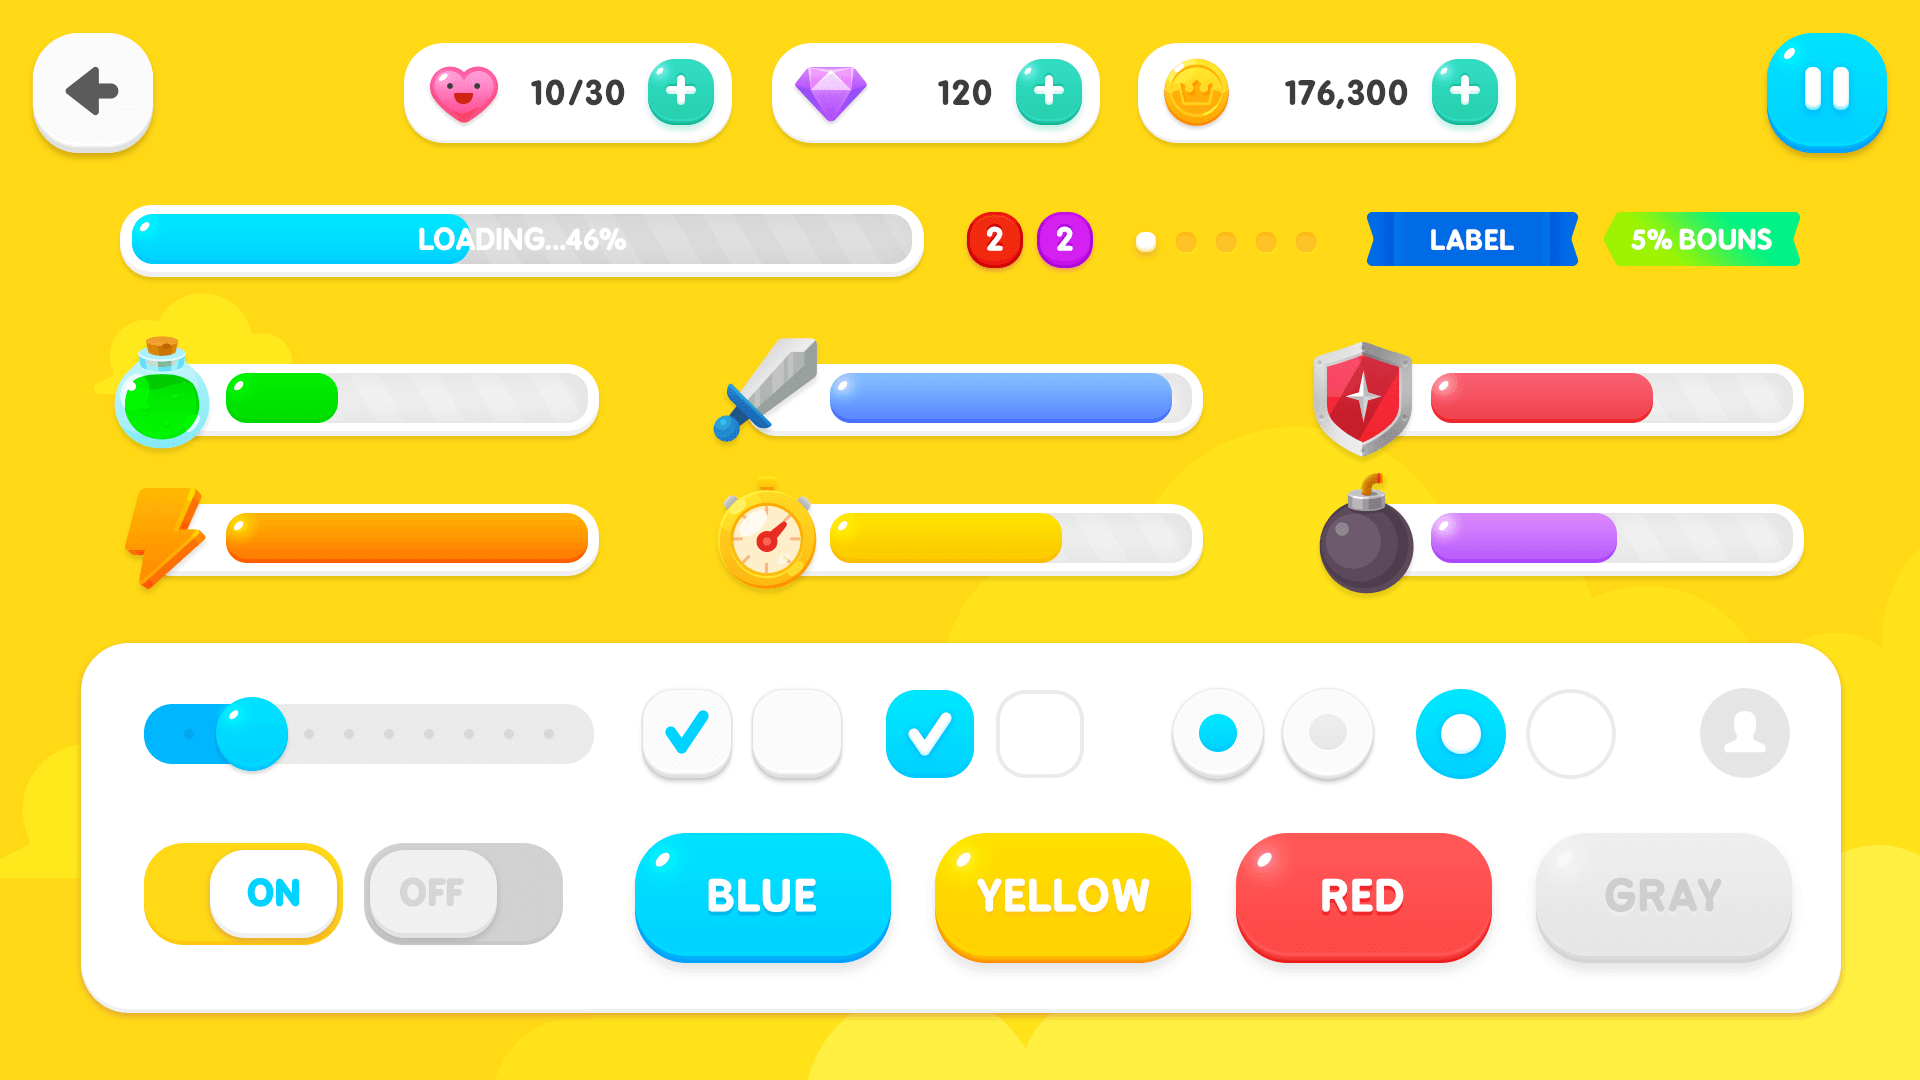 10/30
120
176,300
LOADING...46%
2
2
LABEL
5% BOUNS
ON
OFF
BLUE
YELLOW
RED
GRAY